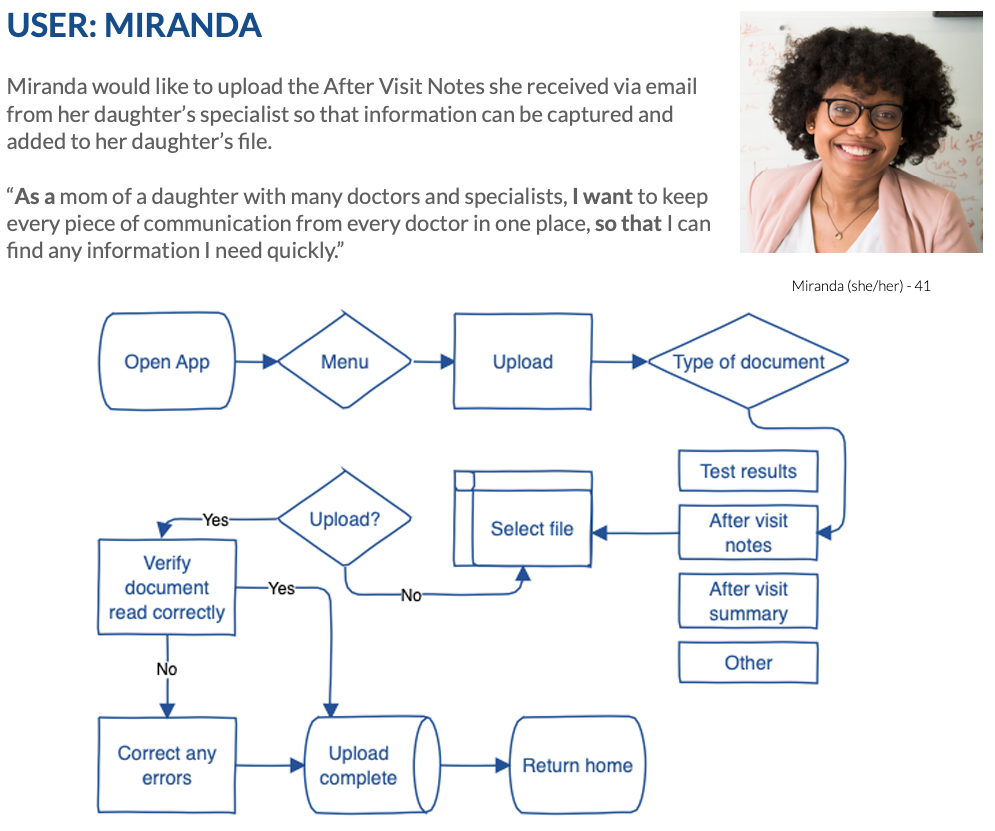 USER: MIRANDA
Miranda would like to upload the After Visit Notes she received via email
from her daughter’s specialist so that information can be captured and
added to her daughter’s file.
“As a mom of a daughter with many doctors and specialists, I want to keep
every piece of communication from every doctor in one place, so that I can
find any information I need quickly.”
Miranda (she/her) - 41
Open App
Menu
Upload
Type of document
Test results
After visit
notes
After visit
summary
Other
Select file
Upload?
Yes
No
Verify
document
read correctly
Yes
No
Correct any
errors
Upload
complete
Return home